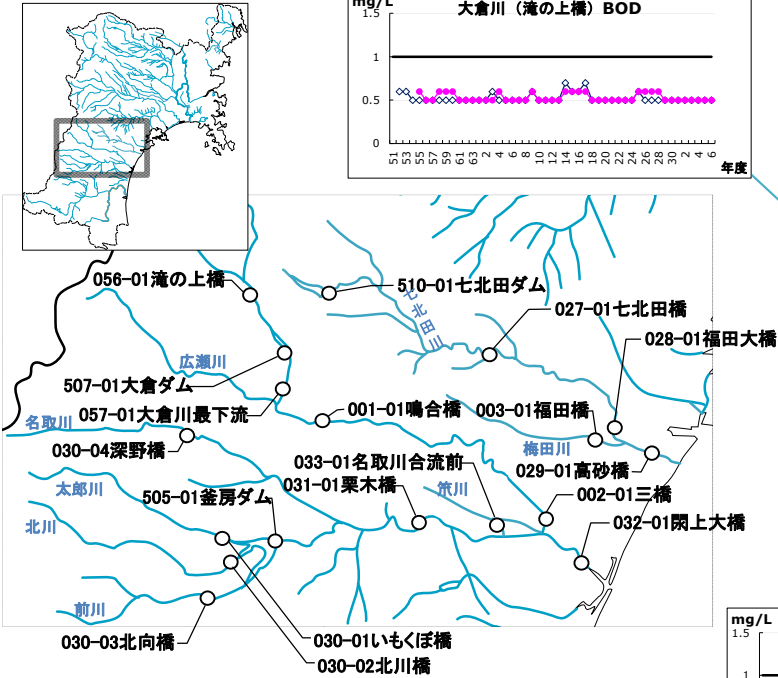 mg/L
大倉川（滝の上橋）BOD
1.5
1
0.5
0
51 53 55 57 59 61 63 2 4 6 8 10 12 14 16 18 20 22 24 26 28 30 2 4 6
年度
056-01滝の上橋
510-01七北田ダム
七北田川
027-01七北田橋
028-01福田大橋
広瀬川
507-01大倉ダム
057-01大倉川最下流
001-01鳴合橋
003-01福田橋
名取川
梅田川
030-04深野橋
033-01名取川合流前
029-01高砂橋
太郎川
505-01釜房ダム
031-01栗木橋
笊川
002-01三橋
北川
032-01閖上大橋
前川
030-03北向橋
030-01いもくぼ橋
030-02北川橋
mg/L
1.5
1